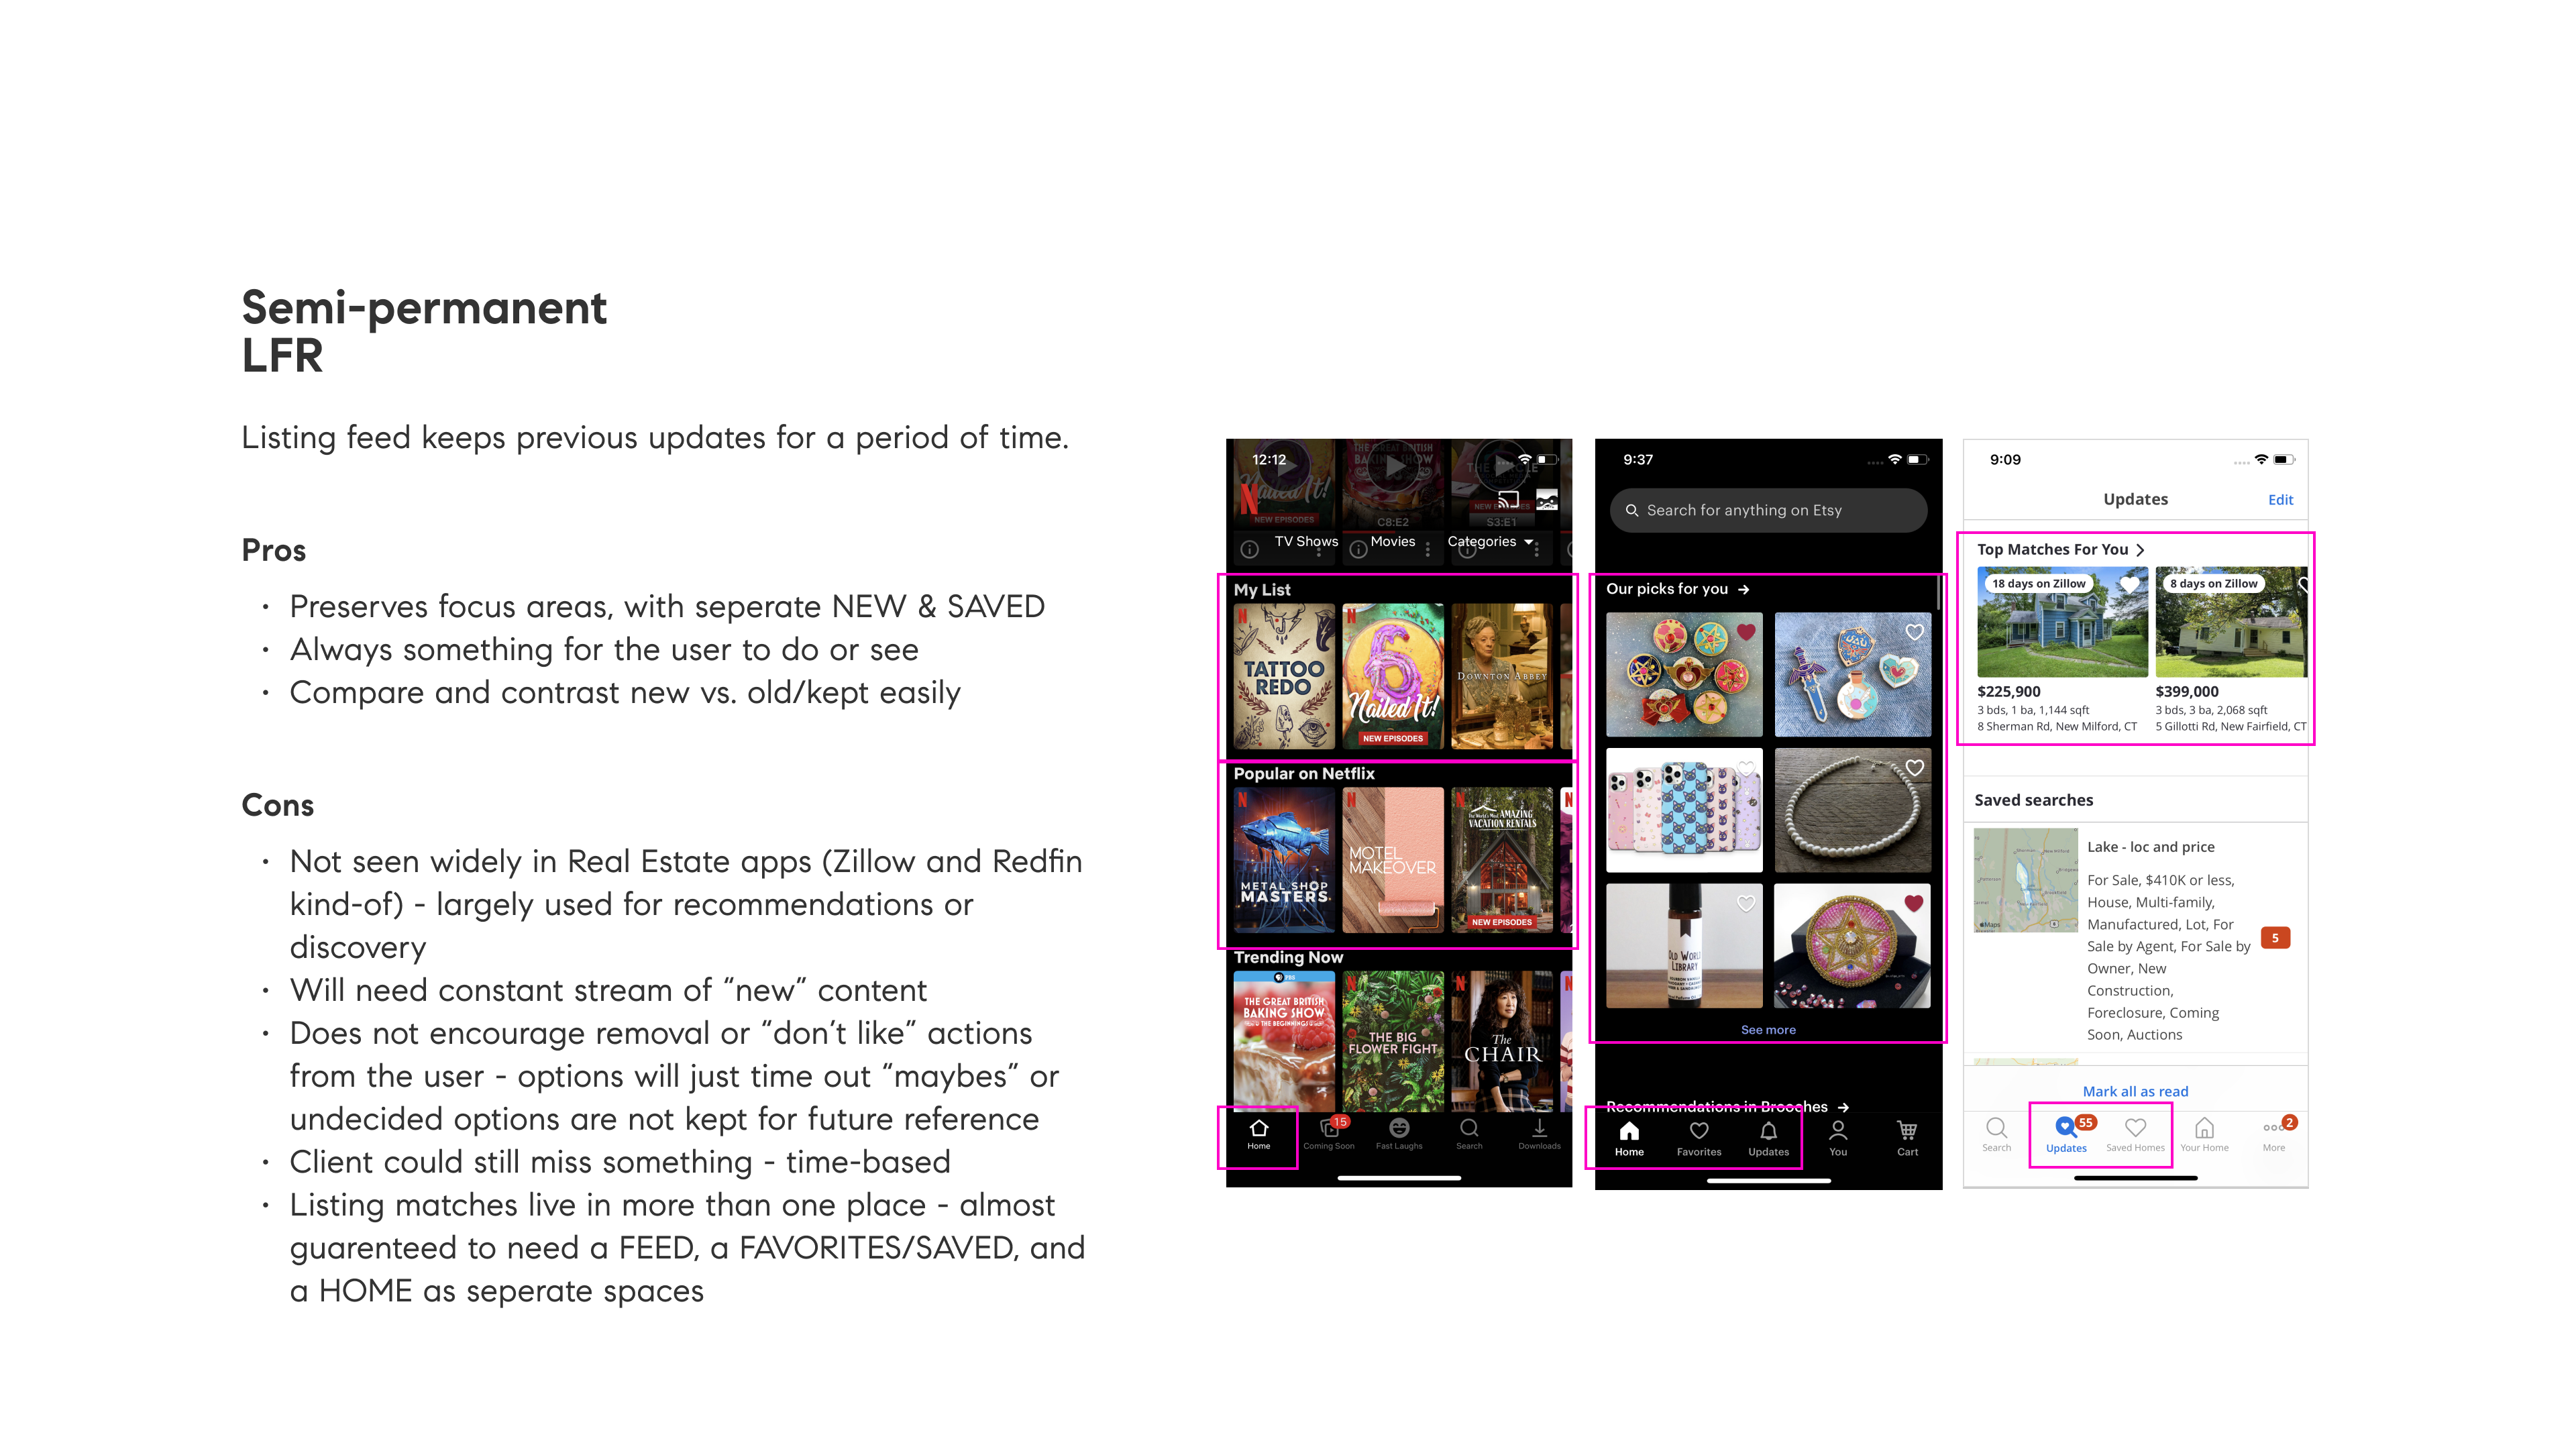 Semi-permanent
LFR
Listing feed keeps previous updates for a period of time.
Pros
• Preserves focus areas, with seperate NEW & SAVED
• Always something for the user to do or see
• Compare and contrast new vs. old/kept easily
Cons
• Not seen widely in Real Estate apps (Zillow and Redfin
kind-of) - largely used for recommendations or
discovery
• Will need constant stream of “new” content
• Does not encourage removal or “don’t like” actions
from the user - options will just time out “maybes” or
undecided options are not kept for future reference
• Client could still miss something - time-based
• Listing matches live in more than one place - almost
guarenteed to need a FEED, a FAVORITES/SAVED, and
a HOME as seperate spaces
12:12
THE GREAT BRITISH
BAKING SHOW
Nailed It!
NEW EPISODES
C8:E2
S3:E1
TV Shows
Movies
Categories
My List
TATTOO
REDO
6
Nailed It!
NEW EPISODES
DOWNTON ABBEY
Popular on Netflix
METAL SHOP
MASTERS
MOTEL
MAKEOVER
The World's Most AMAZING
VACATION RENTALS
NEW EPISODES
Trending Now
PBS
THE GREAT BRITISH
BAKING SHOW
THE BEGINNINGS
THE BIG
FLOWER FIGHT
The
CHAIR
15
Home
Coming Soon
Fast Laughs
Search
Downloads
9:37
Search for anything on Etsy
Our picks for you →
OLD WORLD
LIBRARY
See more
Recommendations in Brooches →
Home
Favorites
Updates
You
Cart
9:09
Updates
Edit
Top Matches For You >
18 days on Zillow
8 days on Zillow
$225,900
3 bds, 1 ba, 1,144 sqft
8 Sherman Rd, New Milford, CT
$399,000
3 bds, 3 ba, 2,068 sqft
5 Gillotti Rd, New Fairfield, CT
Saved searches
Maps
Lake - loc and price
For Sale, $410K or less,
House, Multi-family,
Manufactured, Lot, For
Sale by Agent, For Sale by
Owner, New
Construction,
Foreclosure, Coming
Soon, Auctions
5
Mark all as read
55
2
Search
Updates
Saved Homes
Your Home
More